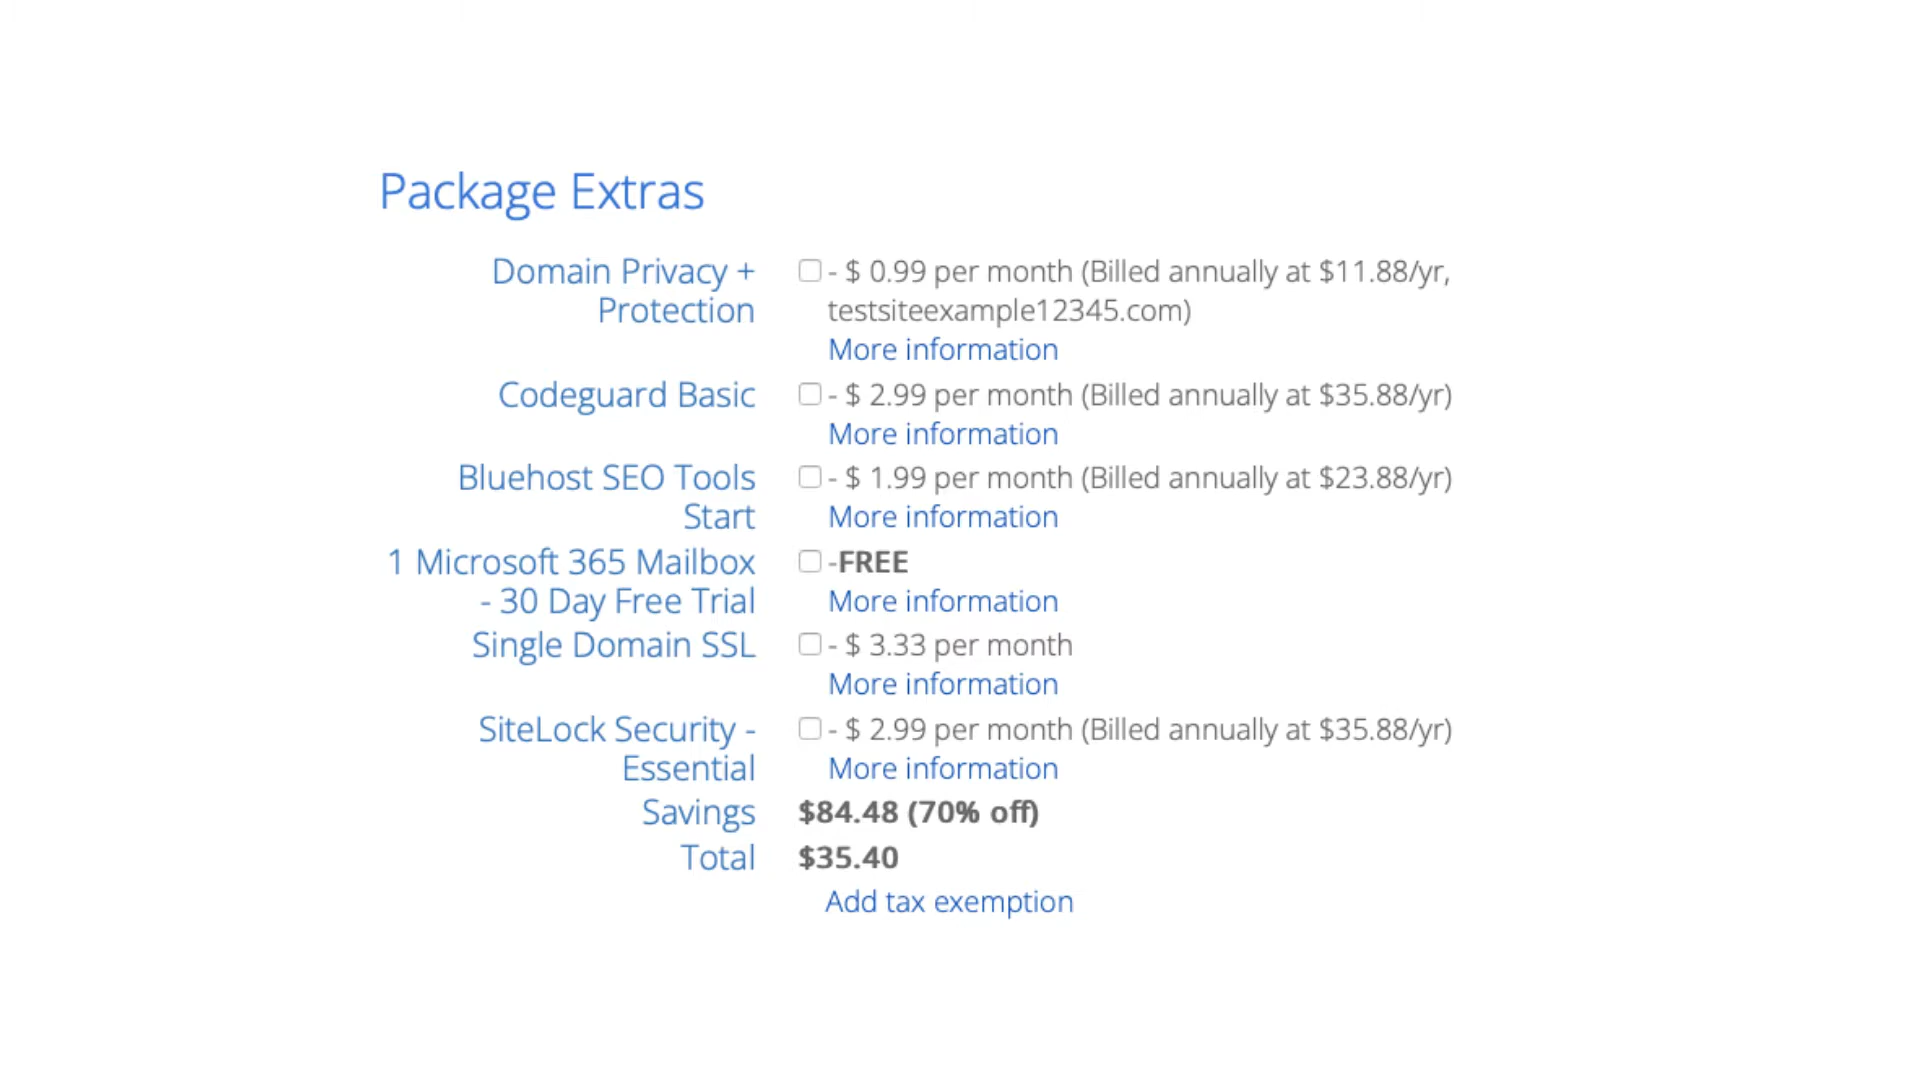 Package Extras
Domain Privacy + Protection
- $ 0.99 per month (Billed annually at $11.88/yr,
testsiteexample12345.com)
More information
Codeguard Basic
- $ 2.99 per month (Billed annually at $35.88/yr)
More information
Bluehost SEO Tools
Start
- $ 1.99 per month (Billed annually at $23.88/yr)
More information
1 Microsoft 365 Mailbox
- 30 Day Free Trial
-FREE
More information
Single Domain SSL
- $ 3.33 per month
More information
SiteLock Security -
Essential
- $ 2.99 per month (Billed annually at $35.88/yr)
More information
Savings
$84.48 (70% off)
Total
$35.40
Add tax exemption